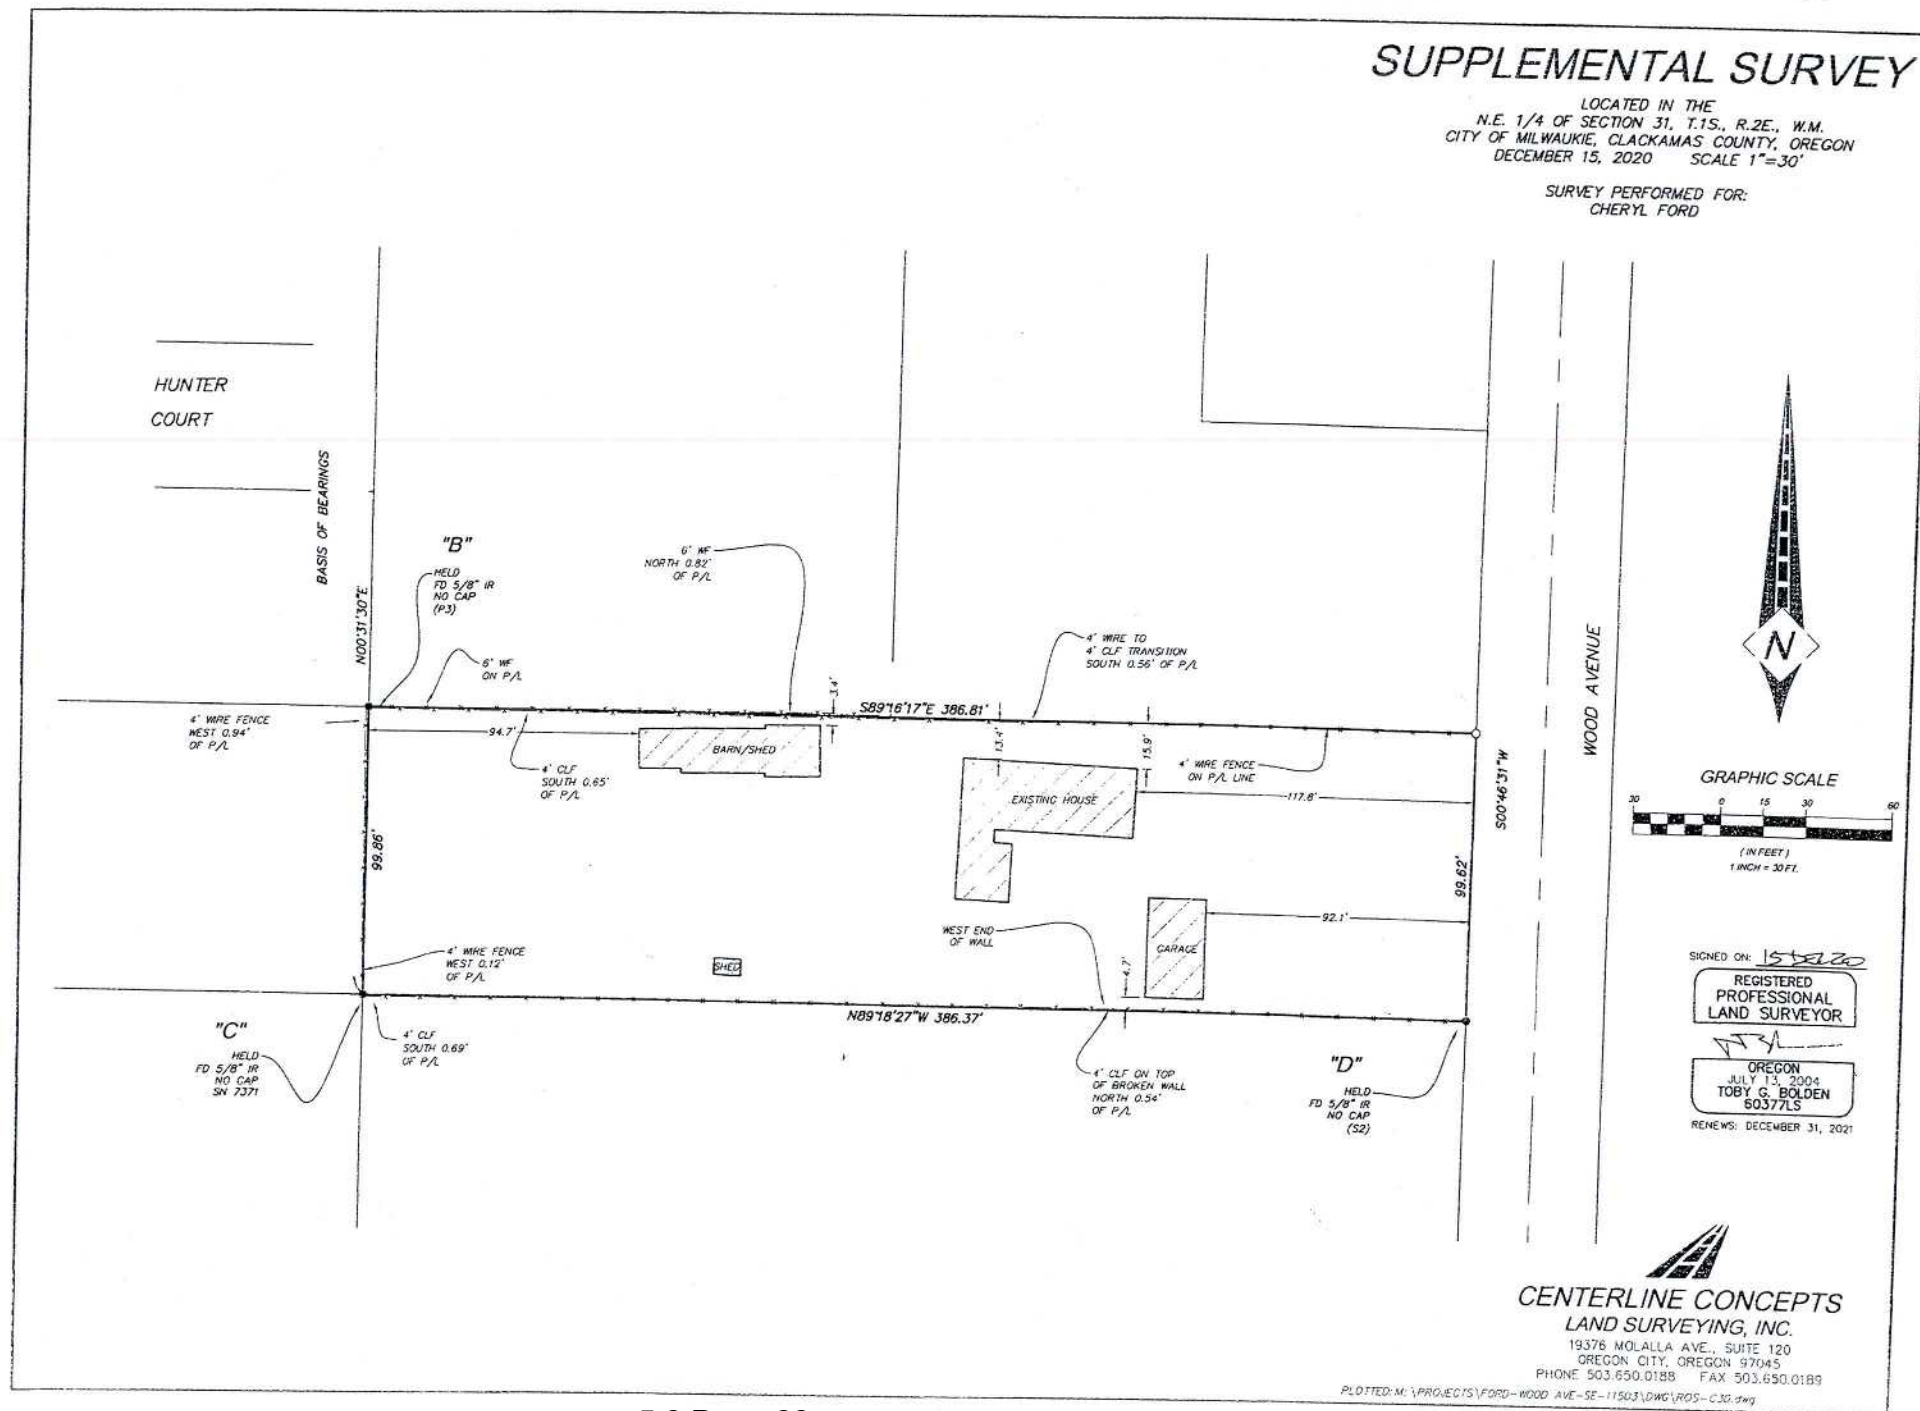 SUPPLEMENTAL SURVEY
LOCATED IN THE
N.E. 1/4 OF SECTION 31, T.1S., R.2E., W.M.
CITY OF MILWAUKIE, CLACKAMAS COUNTY, OREGON
DECEMBER 15, 2020 SCALE 1"=30'
SURVEY PERFORMED FOR:
CHERYL FORD
HUNTER
COURT
BASIS OF BEARINGS
N00°31'30"E
"B"
HELD
FD 5/8" IR
NO CAP
(P3)
6' WF
ON P/L
6' WF
NORTH 0.82'
OF P/L
4' WIRE TO
4' CLF TRANSITION
SOUTH 0.56' OF P/L
4' WIRE FENCE
WEST 0.94'
OF P/L
S89°16'17"E 386.81'
3.4'
94.7'
4' CLF
SOUTH 0.65'
OF P/L
BARN/SHED
13.4'
15.9'
4' WIRE FENCE
ON P/L LINE
EXISTING HOUSE
117.8'
S00°46'31"W
WOOD AVENUE
99.86'
99.62'
92.1'
WEST END
OF WALL
GARAGE
4.7'
4' WIRE FENCE
WEST 0.12'
OF P/L
SHED
N89°18'27"W 386.37'
"C"
HELD
FD 5/8" IR
NO CAP
SN 7371
4' CLF
SOUTH 0.69'
OF P/L
4' CLF ON TOP
OF BROKEN WALL
NORTH 0.54'
OF P/L
"D"
HELD
FD 5/8" IR
NO CAP
(S2)
N
GRAPHIC SCALE
30 0 15 30 60
( IN FEET )
1 INCH = 30 FT.
SIGNED ON:
REGISTERED
PROFESSIONAL
LAND SURVEYOR
OREGON
JULY 13, 2004
TOBY G. BOLDEN
60377LS
RENEWS: DECEMBER 31, 2021
CENTERLINE CONCEPTS
LAND SURVEYING, INC.
19376 MOLALLA AVE., SUITE 120
OREGON CITY, OREGON 97045
PHONE 503.650.0188 FAX 503.650.0189
PLOTTED: M:\PROJECTS\FORD-WOOD AVE-SE-11503\DWG\ROS-C3D.dwg